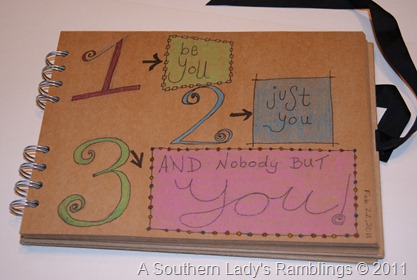 1 be
you
2 just
you
3 AND Nobody BUT
You!
A Southern Lady's Ramblings © 2011